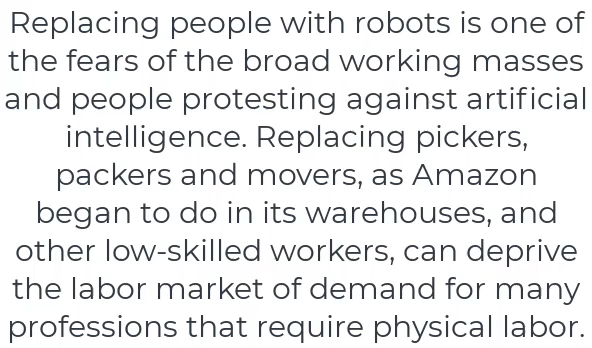 Replacing people with robots is one of
the fears of the broad working masses
and people protesting against artificial
intelligence. Replacing pickers,
packers and movers, as Amazon
began to do in its warehouses, and
other low-skilled workers, can deprive
the labor market of demand for many
professions that require physical labor.